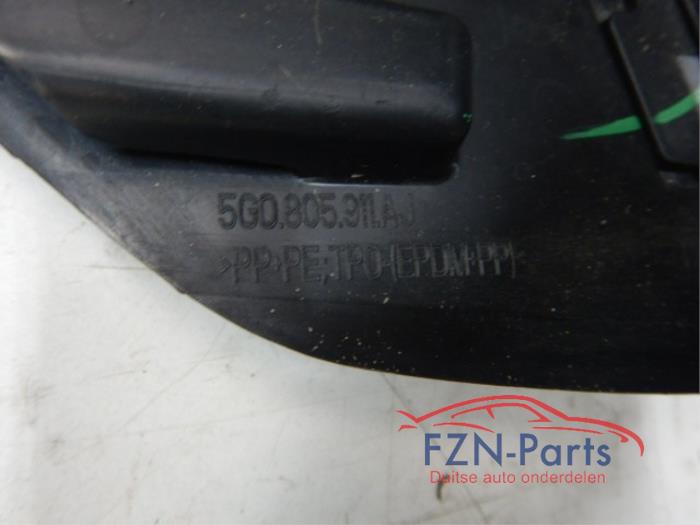 5G0.805.911.AJ
>PP+PE;TPO-(EPDM+PP)<
FZN-Parts
Duitse auto onderdelen